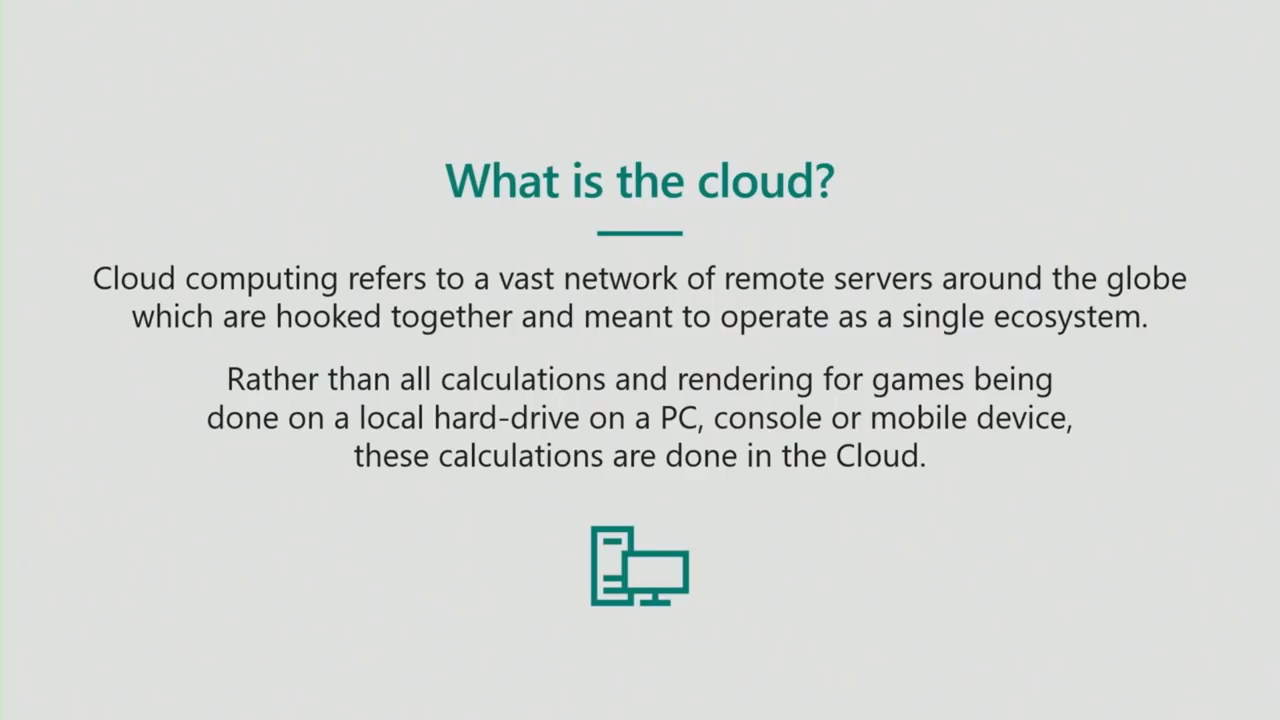 What is the cloud?
Cloud computing refers to a vast network of remote servers around the globe
which are hooked together and meant to operate as a single ecosystem.
Rather than all calculations and rendering for games being
done on a local hard-drive on a PC, console or mobile device,
these calculations are done in the Cloud.